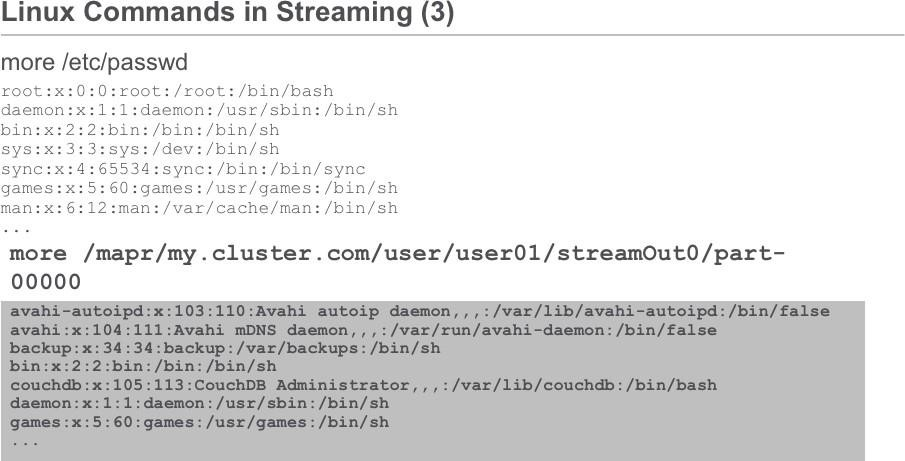 Linux Commands in Streaming (3)
more /etc/passwd
root:x:0:0:root:/root:/bin/bash
daemon:x:1:1:daemon:/usr/sbin:/bin/sh
bin:x:2:2:bin:/bin:/bin/sh
sys:x:3:3:sys:/dev:/bin/sh
sync:x:4:65534:sync:/bin:/bin/sync
games:x:5:60:games:/usr/games:/bin/sh
man:x:6:12:man:/var/cache/man:/bin/sh
...
more /mapr/my.cluster.com/user/user01/streamOut0/part-
00000
avahi-autoipd:x:103:110:Avahi autoip daemon,,,:/var/lib/avahi-autoipd:/bin/false
avahi:x:104:111:Avahi mDNS daemon,,,:/var/run/avahi-daemon:/bin/false
backup:x:34:34:backup:/var/backups:/bin/sh
bin:x:2:2:bin:/bin:/bin/sh
couchdb:x:105:113:CouchDB Administrator,,,:/var/lib/couchdb:/bin/bash
daemon:x:1:1:daemon:/usr/sbin:/bin/sh
games:x:5:60:games:/usr/games:/bin/sh
...